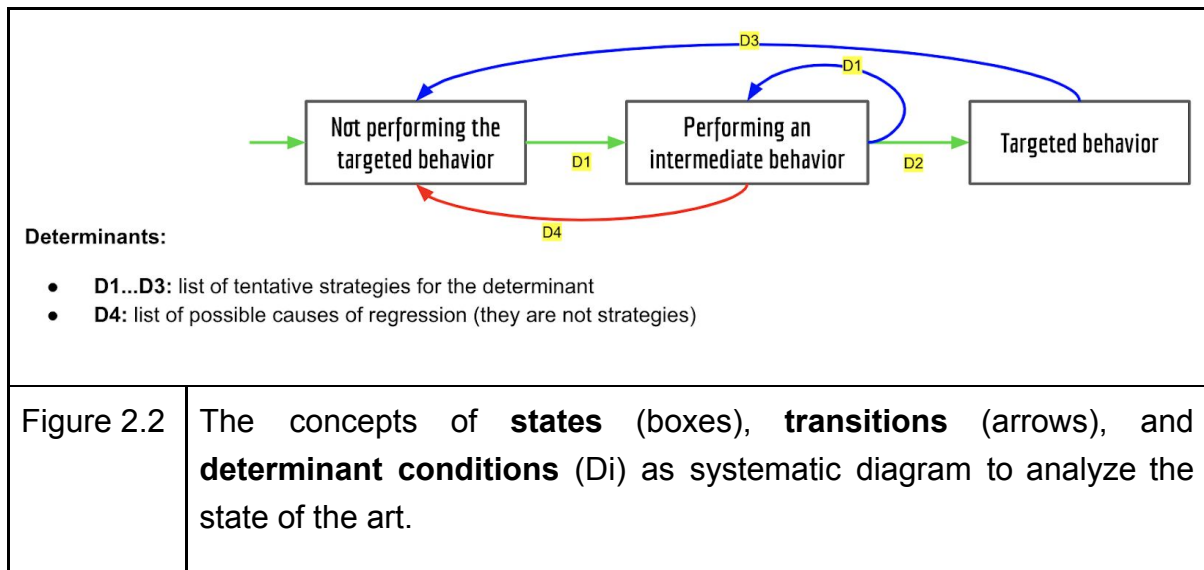 D3
D1
Not performing the
targeted behavior
D1
Performing an
intermediate behavior
D2
Targeted behavior
D4
Determinants:
● D1...D3: list of tentative strategies for the determinant
● D4: list of possible causes of regression (they are not strategies)
Figure 2.2
The concepts of states (boxes), transitions (arrows), and
determinant conditions (Di) as systematic diagram to analyze the
state of the art.